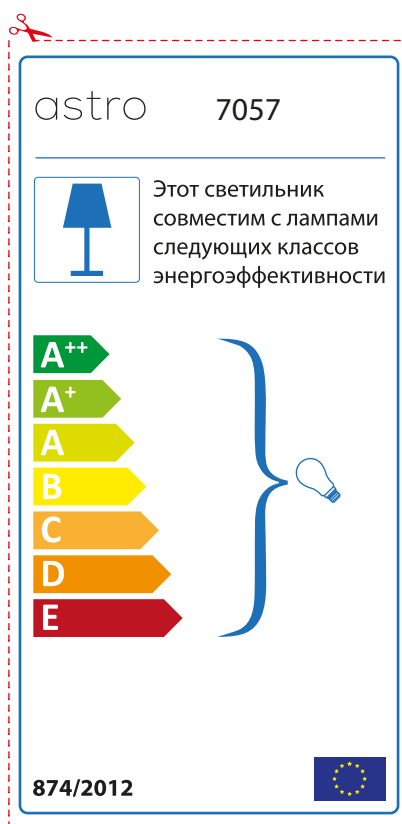 astro 7057
Этот светильник
совместим с лампами
следующих классов
энергоэффективности
A++
A+
A
B
C
D
E
874/2012